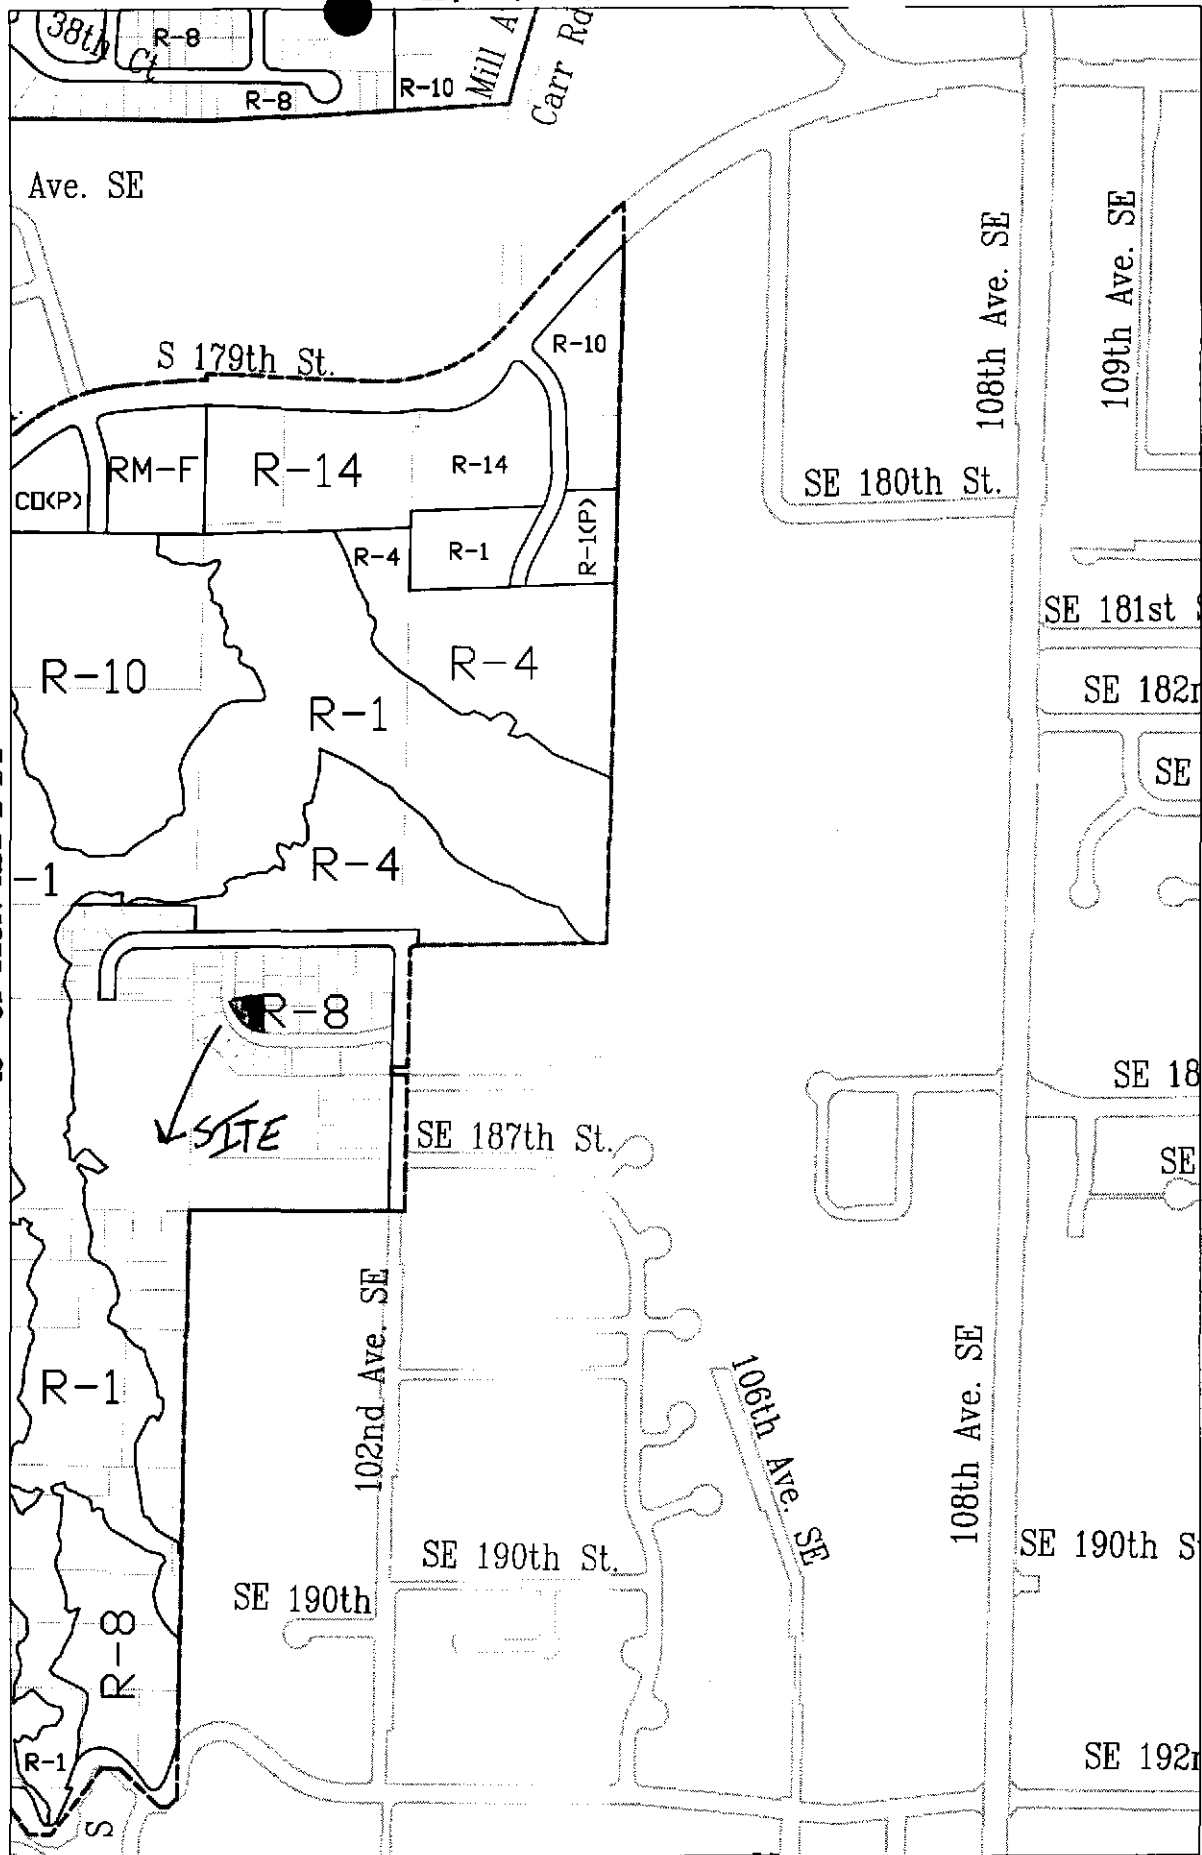 38th Ct
R-8
R-8
R-10
Mill A
Carr Rd
Ave. SE
108th Ave. SE
109th Ave. SE
S 179th St.
R-10
CO(P)
RM-F
R-14
R-14
SE 180th St.
R-4
R-1
R-1(P)
SE 181st S
R-10
R-4
SE 182n
R-1
SE
R-4
-1
R-8
SE 18
SITE
SE 187th St.
SE
102nd Ave. SE
R-1
106th Ave. SE
108th Ave. SE
SE 190th St.
SE 190th S
SE 190th
R-8
R-1
SE 192n
S